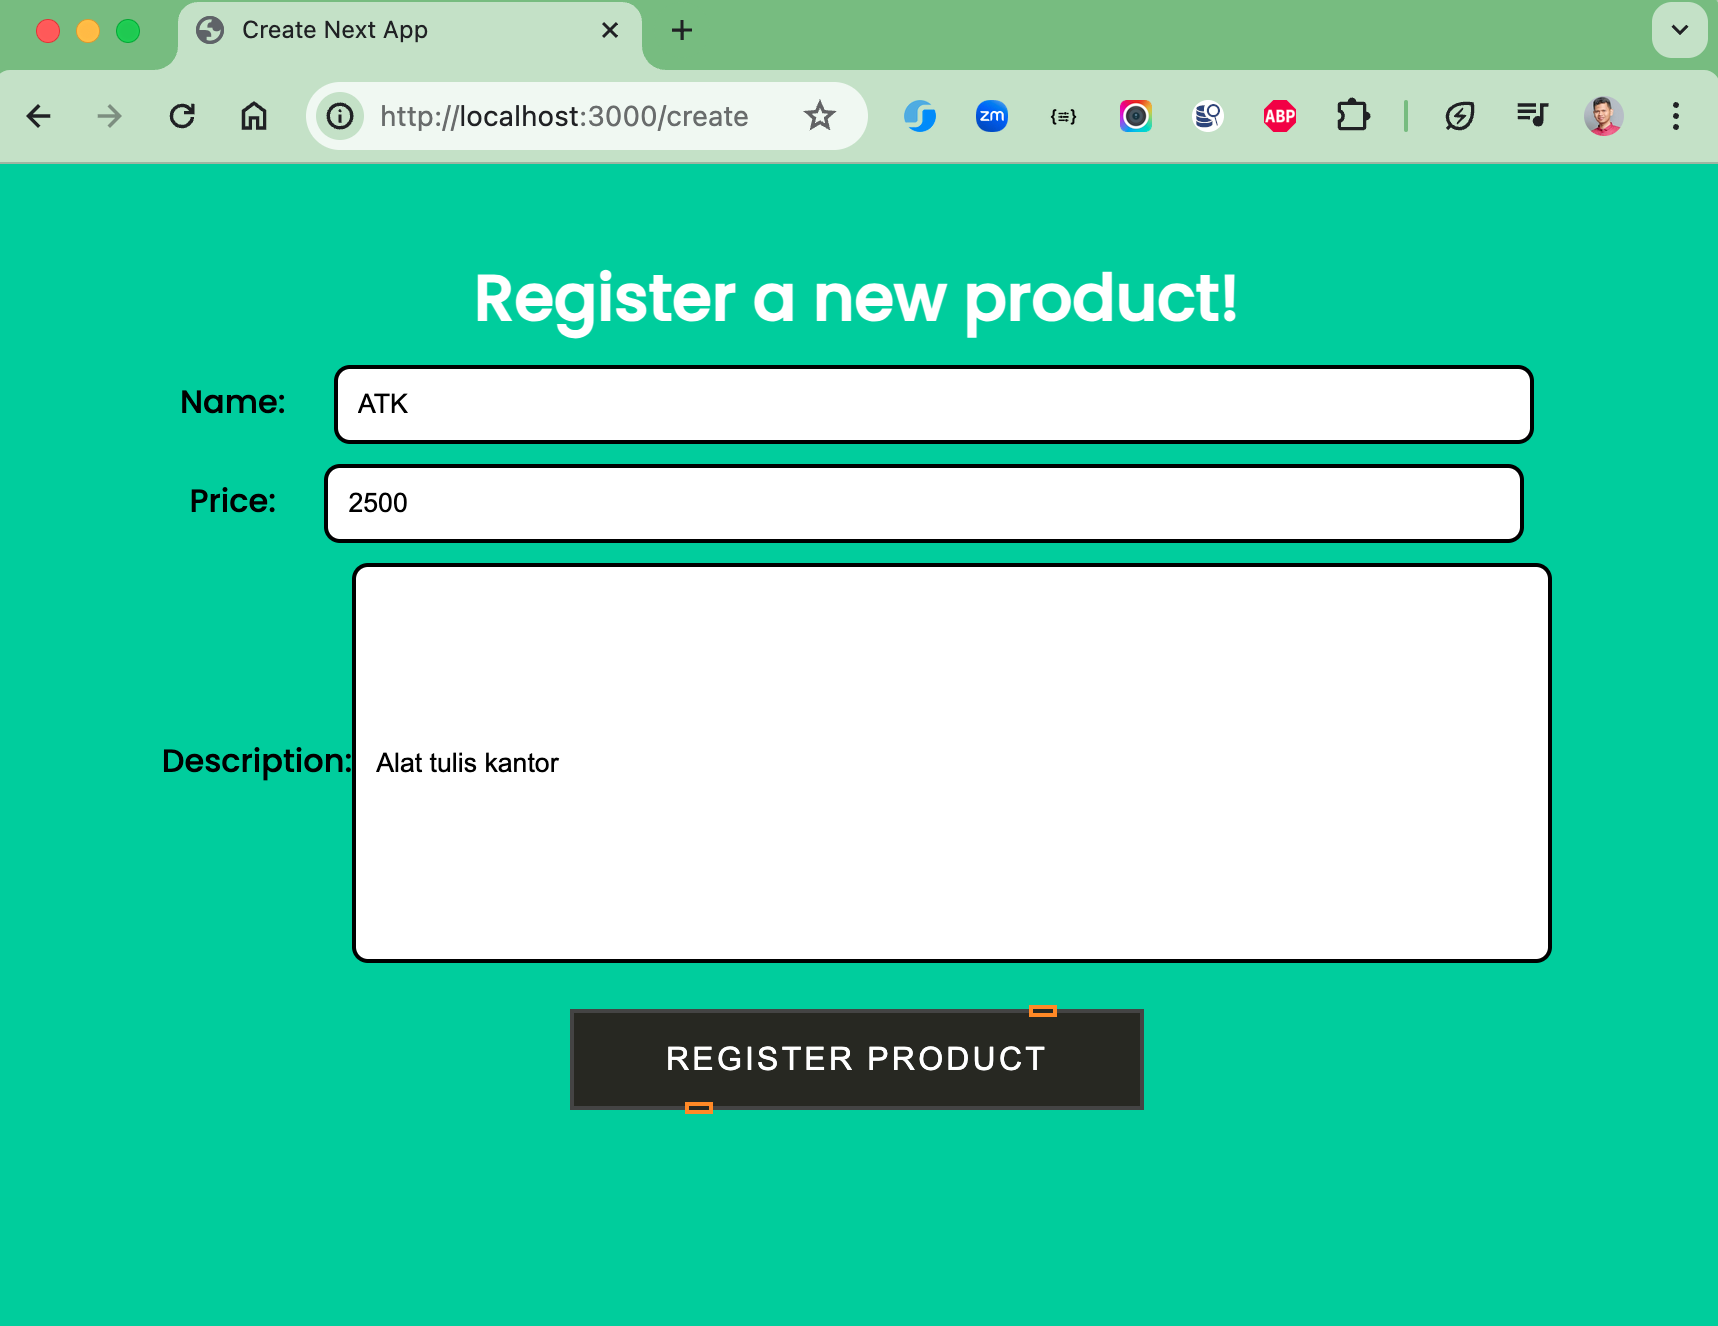 Create Next App
http://localhost:3000/create
zm
ABP
Register a new product!
Name:
ATK
Price:
2500
Description:
Alat tulis kantor
REGISTER PRODUCT